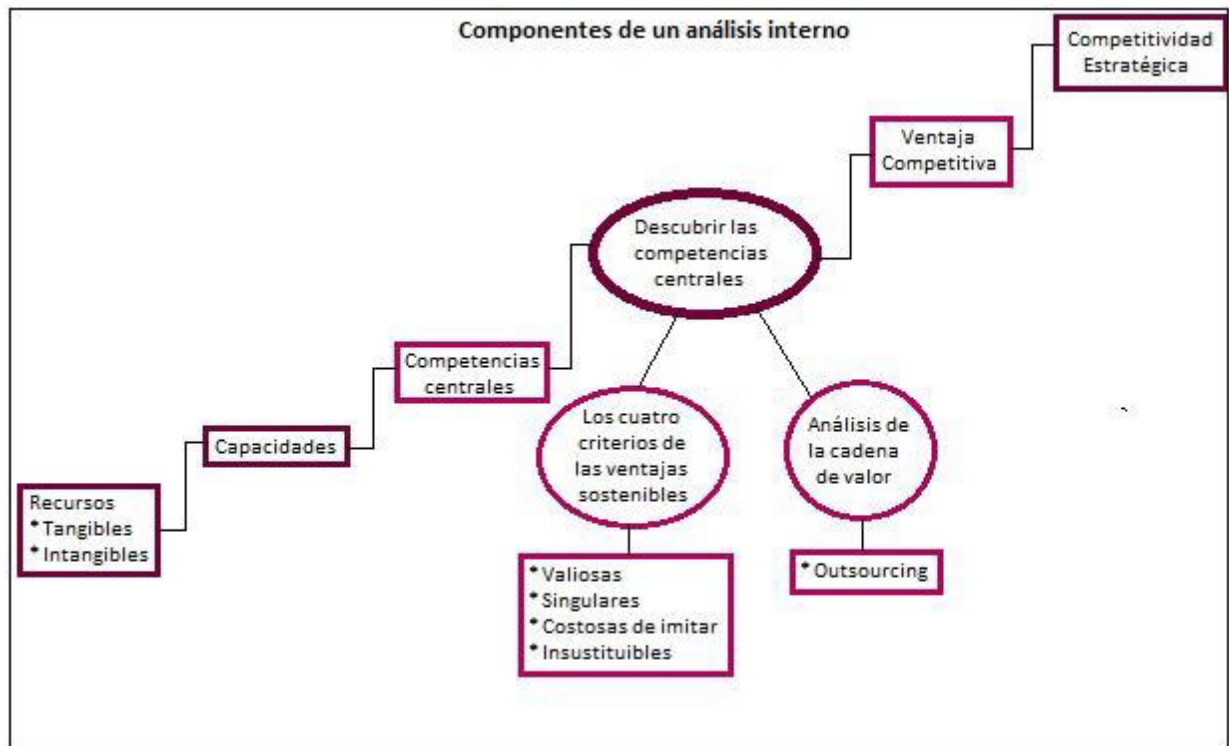 Componentes de un análisis interno
Competitividad
Estratégica
Ventaja
Competitiva
Descubrir las
competencias
centrales
Competencias
centrales
Capacidades
Recursos
* Tangibles
* Intangibles
Los cuatro
criterios de
las ventajas
sostenibles
Análisis de
la cadena
de valor
* Valiosas
* Singulares
* Costosas de imitar
* Insustituibles
* Outsourcing